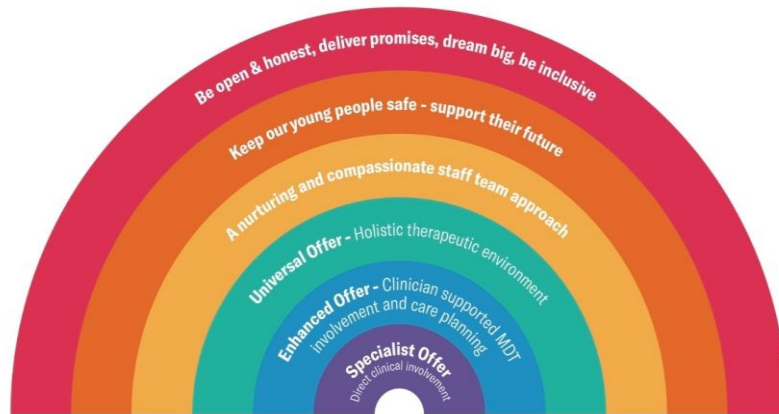 Be open & honest, deliver promises, dream big, be inclusive
Keep our young people safe - support their future
A nurturing and compassionate staff team approach
Universal Offer - Holistic therapeutic environment
Enhanced Offer - Clinician supported MDT
involvement and care planning
Specialist Offer
Direct clinical involvement